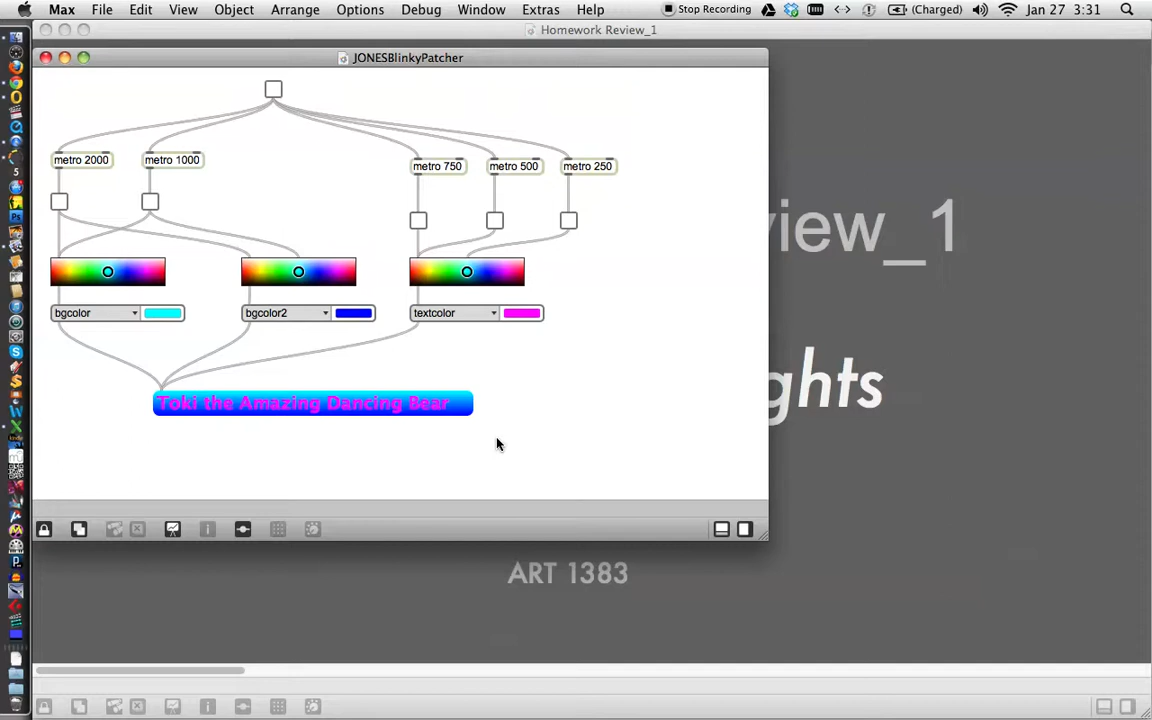 Max File Edit View Object Arrange Options Debug Window Extras Help Stop Recording (Charged) Jan 27 3:31
Homework Review_1
JONESBlinkyPatcher
metro 2000 metro 1000 metro 750 metro 500 metro 250
view_1
bgcolor bgcolor2 textcolor
ghts
Toki the Amazing Dancing Bear
ART 1383